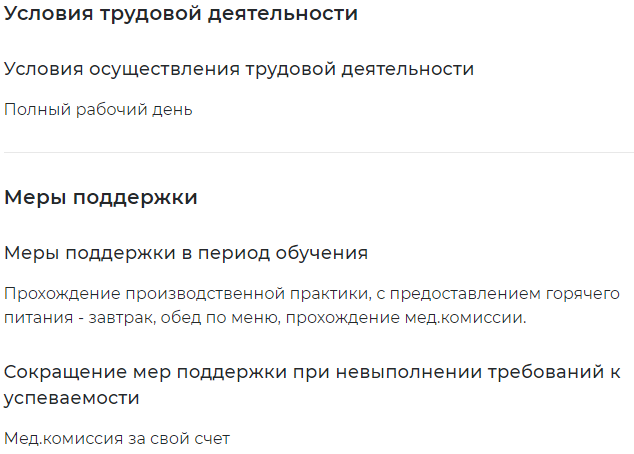 Условия трудовой деятельности
Условия осуществления трудовой деятельности
Полный рабочий день
Меры поддержки
Меры поддержки в период обучения
Прохождение производственной практики, с предоставлением горячего
питания - завтрак, обед по меню, прохождение мед.комиссии.
Сокращение мер поддержки при невыполнении требований к
успеваемости
Мед.комиссия за свой счет